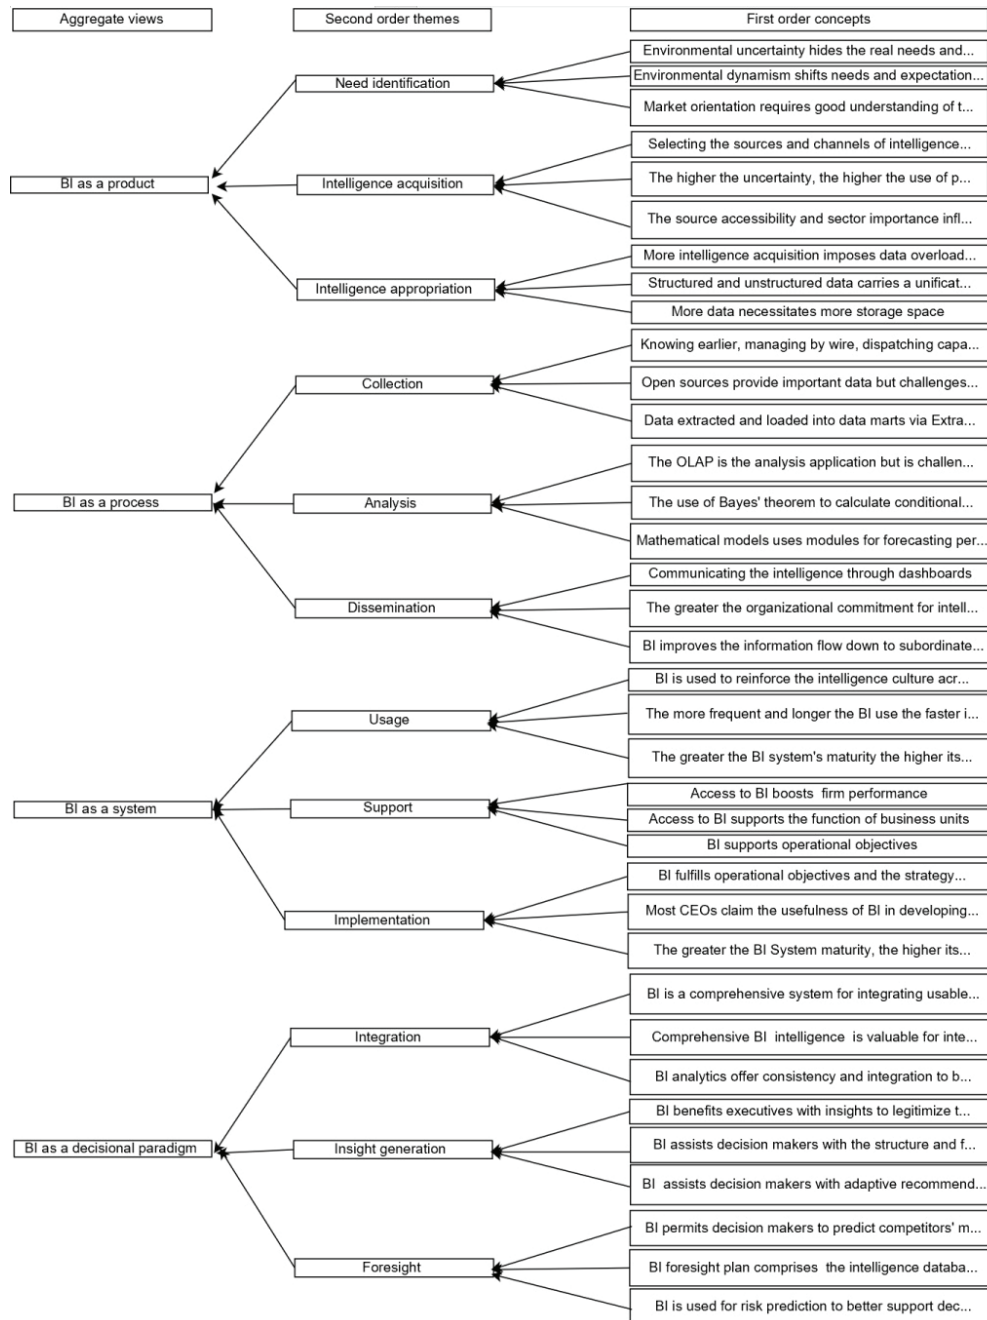 Aggregate views
Second order themes
First order concepts
Environmental uncertainty hides the real needs and...
Need identification
Environmental dynamism shifts needs and expectation...
Market orientation requires good understanding of t...
Selecting the sources and channels of intelligence...
BI as a product
Intelligence acquisition
The higher the uncertainty, the higher the use of p...
The source accessibility and sector importance infl...
More intelligence acquisition imposes data overload...
Intelligence appropriation
Structured and unstructured data carries a unificat...
More data necessitates more storage space
Knowing earlier, managing by wire, dispatching capa...
Collection
Open sources provide important data but challenges...
Data extracted and loaded into data marts via Extra...
The OLAP is the analysis application but is challen...
BI as a process
Analysis
The use of Bayes' theorem to calculate conditional...
Mathematical models uses modules for forecasting per...
Communicating the intelligence through dashboards
Dissemination
The greater the organizational commitment for intell...
BI improves the information flow down to subordinate...
BI is used to reinforce the intelligence culture acr...
Usage
The more frequent and longer the BI use the faster i...
The greater the BI system's maturity the higher its...
Access to BI boosts firm performance
BI as a system
Support
Access to BI supports the function of business units
BI supports operational objectives
BI fulfills operational objectives and the strategy...
Implementation
Most CEOs claim the usefulness of BI in developing...
The greater the BI System maturity, the higher its...
BI is a comprehensive system for integrating usable...
Integration
Comprehensive BI intelligence is valuable for inte...
BI analytics offer consistency and integration to b...
BI benefits executives with insights to legitimize t...
BI as a decisional paradigm
Insight generation
BI assists decision makers with the structure and f...
BI assists decision makers with adaptive recommend...
BI permits decision makers to predict competitors' m...
Foresight
BI foresight plan comprises the intelligence databa...
BI is used for risk prediction to better support dec...